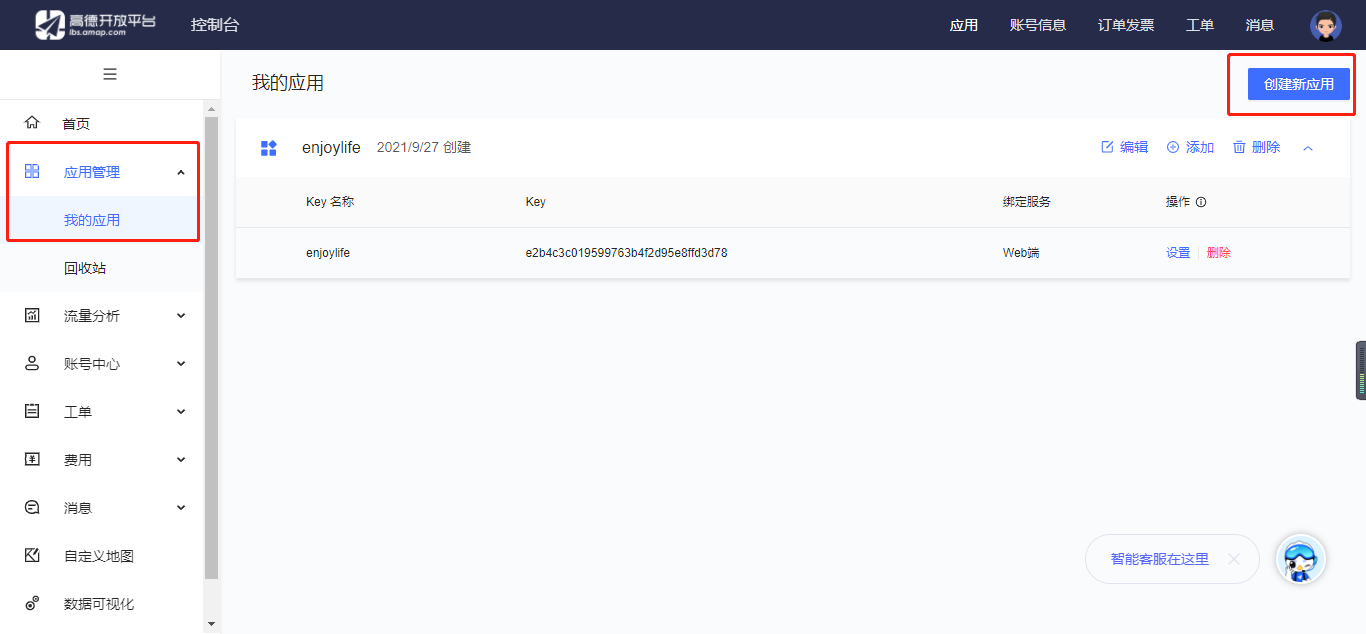 高德开放平台
lbs.amap.com
控制台
应用
账号信息
订单发票
工单
消息
首页
应用管理
我的应用
回收站
流量分析
账号中心
工单
费用
消息
自定义地图
数据可视化
我的应用
创建新应用
enjoylife 2021/9/27 创建
编辑 添加 删除
Key 名称 Key 绑定服务 操作
enjoylife e2b4c3c019599763b4f2d95e8ffd3d78 Web端 设置 删除
智能客服在这里